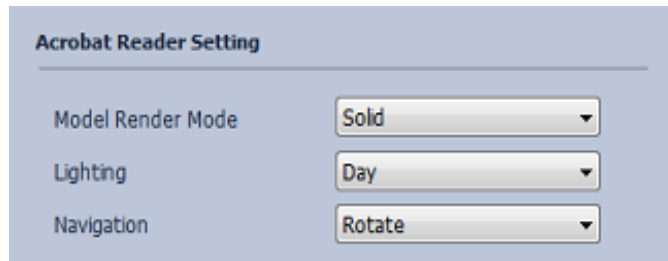 Acrobat Reader Setting
Model Render Mode Solid
Lighting Day
Navigation Rotate